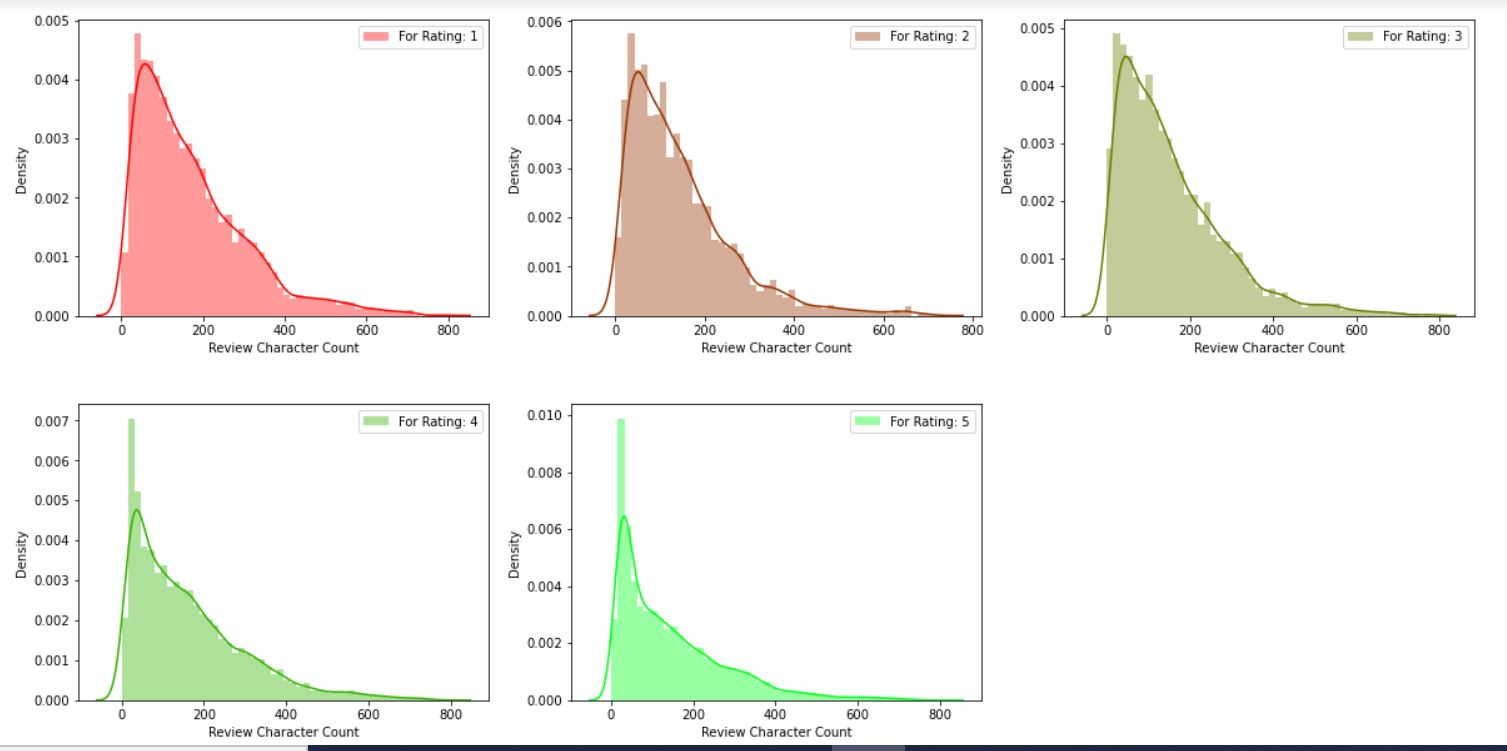 For Rating: 1
0.005
0.004
0.003
0.002
0.001
0.000
Density
0 200 400 600 800
Review Character Count
For Rating: 2
0.006
0.005
0.004
0.003
0.002
0.001
0.000
Density
0 200 400 600 800
Review Character Count
For Rating: 3
0.005
0.004
0.003
0.002
0.001
0.000
Density
0 200 400 600 800
Review Character Count
For Rating: 4
0.007
0.006
0.005
0.004
0.003
0.002
0.001
0.000
Density
0 200 400 600 800
Review Character Count
For Rating: 5
0.010
0.008
0.006
0.004
0.002
0.000
Density
0 200 400 600 800
Review Character Count